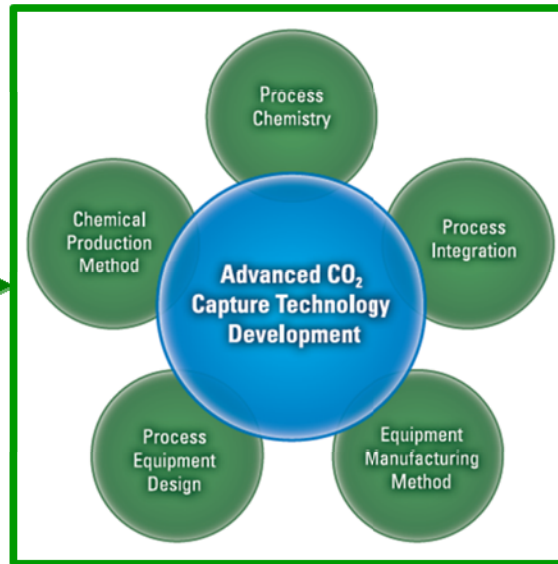 Process
Chemistry
Chemical
Production
Method
Process
Integration
Advanced CO₂
Capture Technology
Development
Process
Equipment
Design
Equipment
Manufacturing
Method